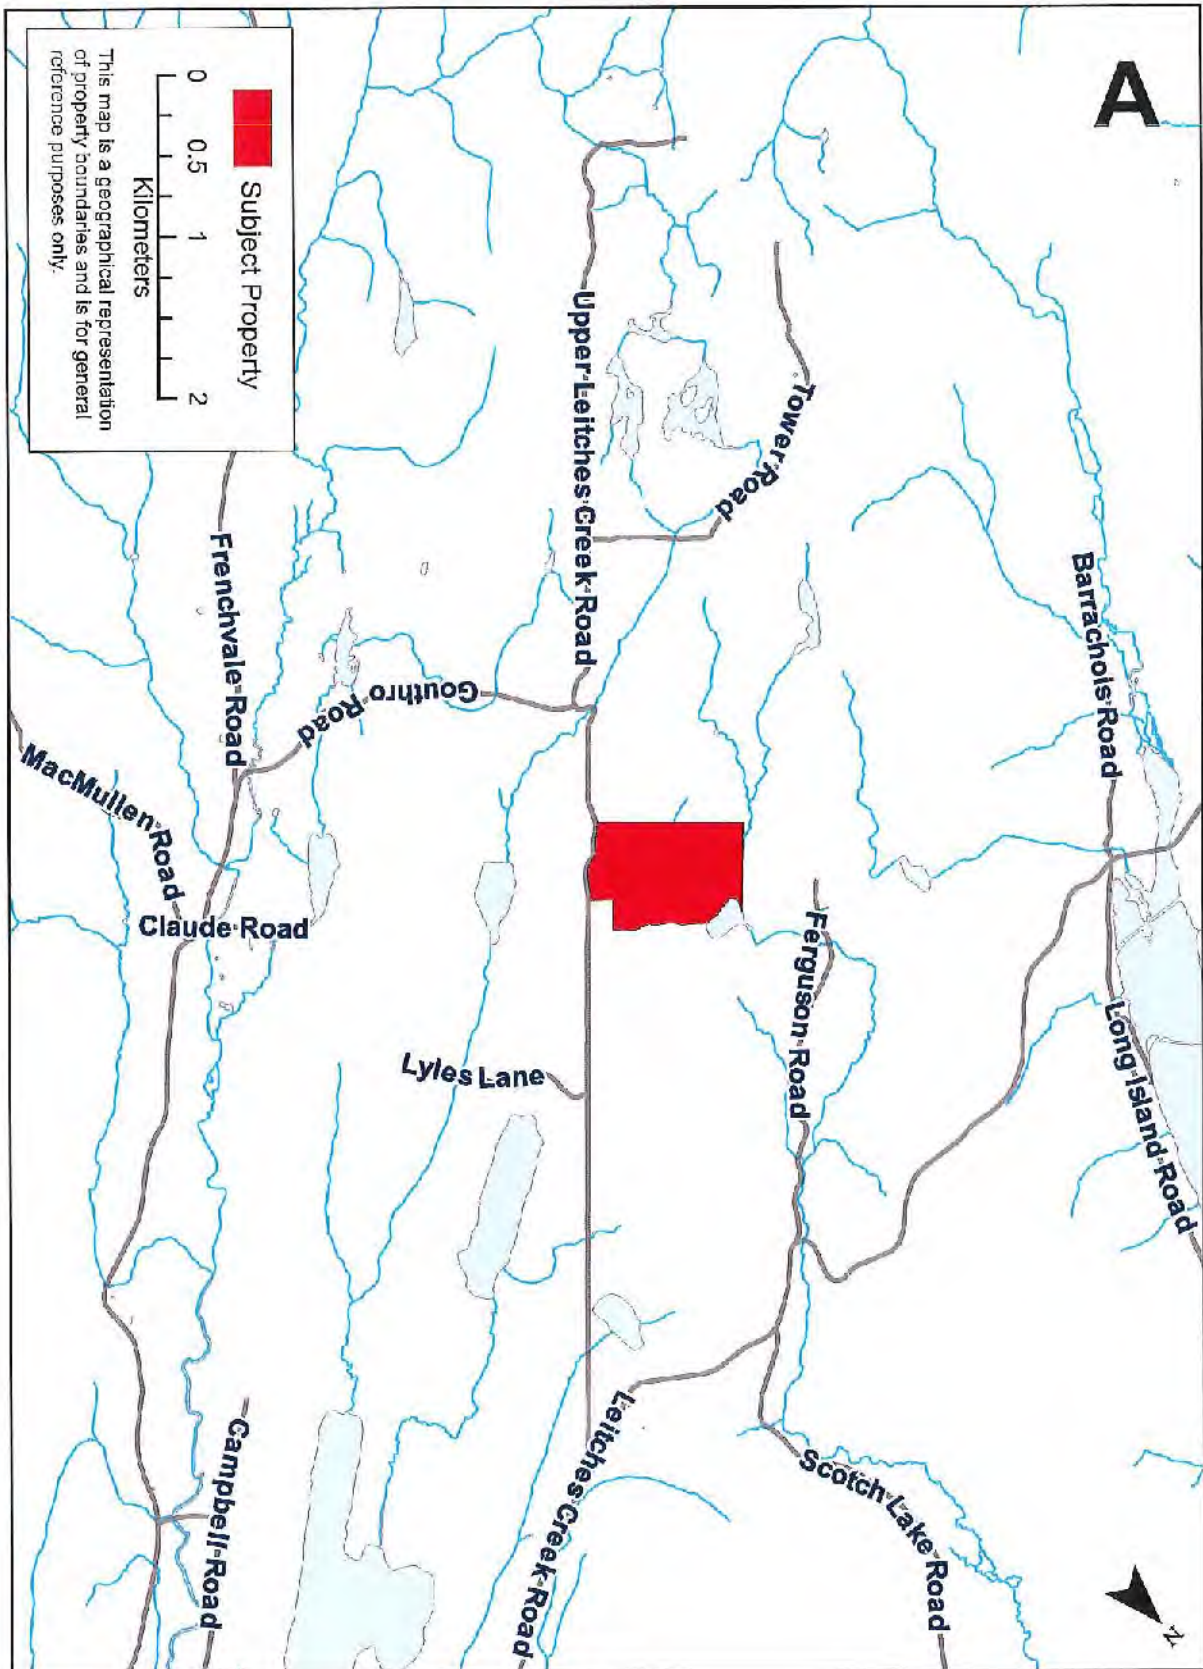 A
Upper Leitches Creek Road
Tower Road
Barrachois Road
Frenchvale Road
Gouthro Road
MacMullen Road
Claude Road
Ferguson Road
Long Island Road
Lyles Lane
Leitches Creek Road
Scotch Lake Road
Campbell Road
N
Subject Property
0 0.5 1 2
Kilometers
This map is a geographical representation
of property boundaries and is for general
reference purposes only.